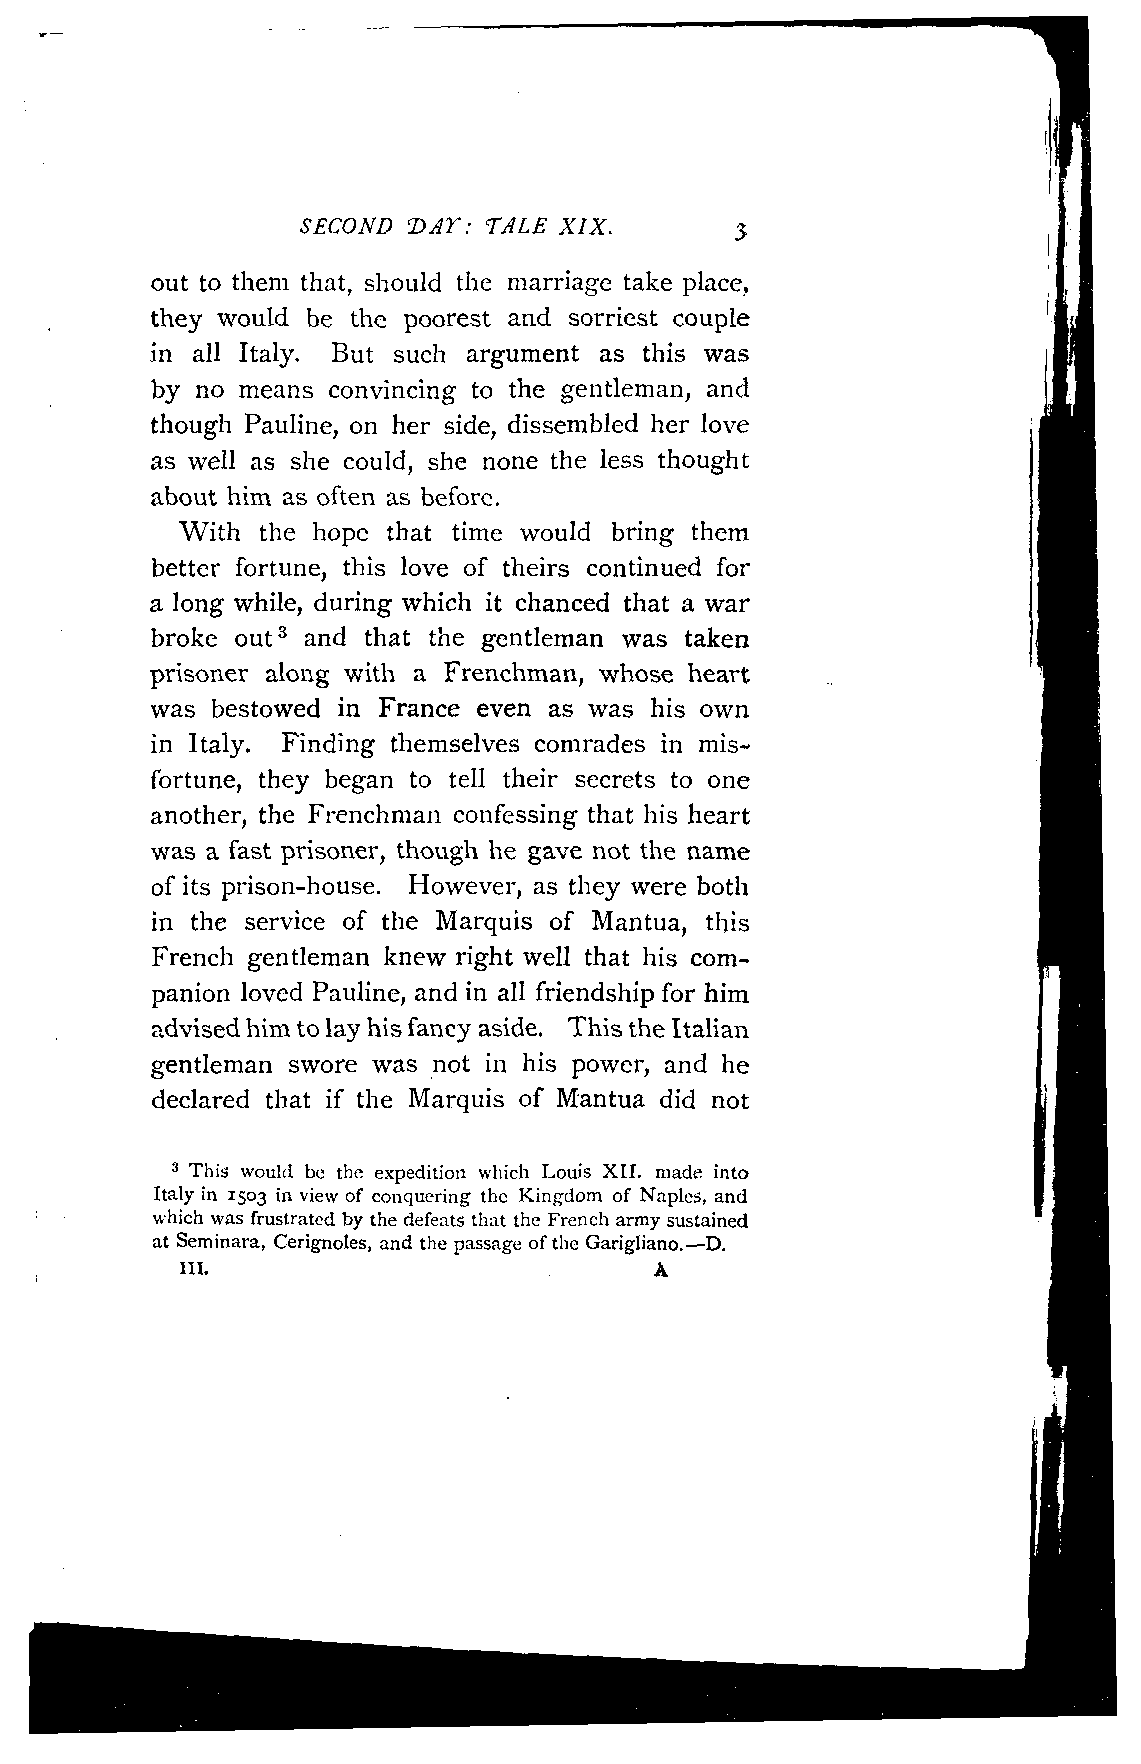 SECOND DAY: TALE XIX. 3
out to them that, should the marriage take place,
they would be the poorest and sorriest couple
in all Italy. But such argument as this was
by no means convincing to the gentleman, and
though Pauline, on her side, dissembled her love
as well as she could, she none the less thought
about him as often as before.
With the hope that time would bring them
better fortune, this love of theirs continued for
a long while, during which it chanced that a war
broke out³ and that the gentleman was taken
prisoner along with a Frenchman, whose heart
was bestowed in France even as was his own
in Italy. Finding themselves comrades in mis-
fortune, they began to tell their secrets to one
another, the Frenchman confessing that his heart
was a fast prisoner, though he gave not the name
of its prison-house. However, as they were both
in the service of the Marquis of Mantua, this
French gentleman knew right well that his com-
panion loved Pauline, and in all friendship for him
advised him to lay his fancy aside. This the Italian
gentleman swore was not in his power, and he
declared that if the Marquis of Mantua did not
³ This would be the expedition which Louis XII. made into
Italy in 1503 in view of conquering the Kingdom of Naples, and
which was frustrated by the defeats that the French army sustained
at Seminara, Cerignoles, and the passage of the Garigliano.—D.
III. A